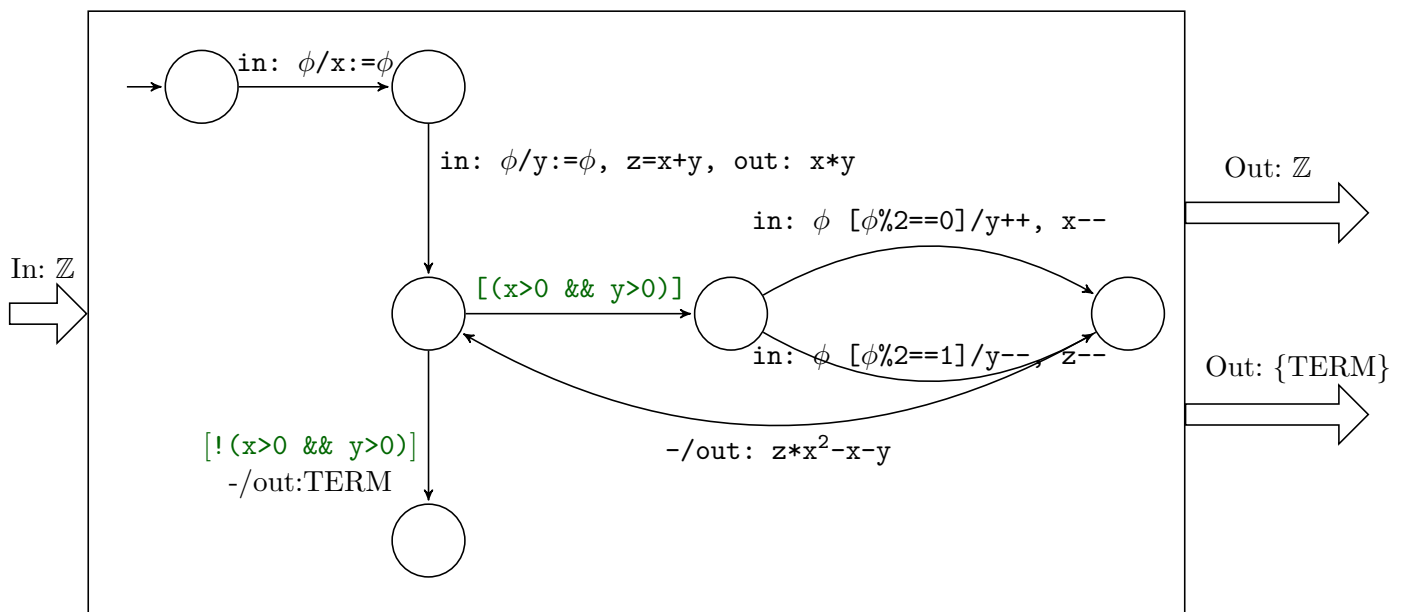 in: ϕ/x:=ϕ
in: ϕ/y:=ϕ, z=x+y, out: x*y
Out: ℤ
in: ϕ [ϕ%2==0]/y++, x--
In: ℤ
[(x>0 && y>0)]
in: ϕ [ϕ%2==1]/y--, z--
Out: {TERM}
[!(x>0 && y>0)]
-/out: z*x²-x-y
-/out:TERM